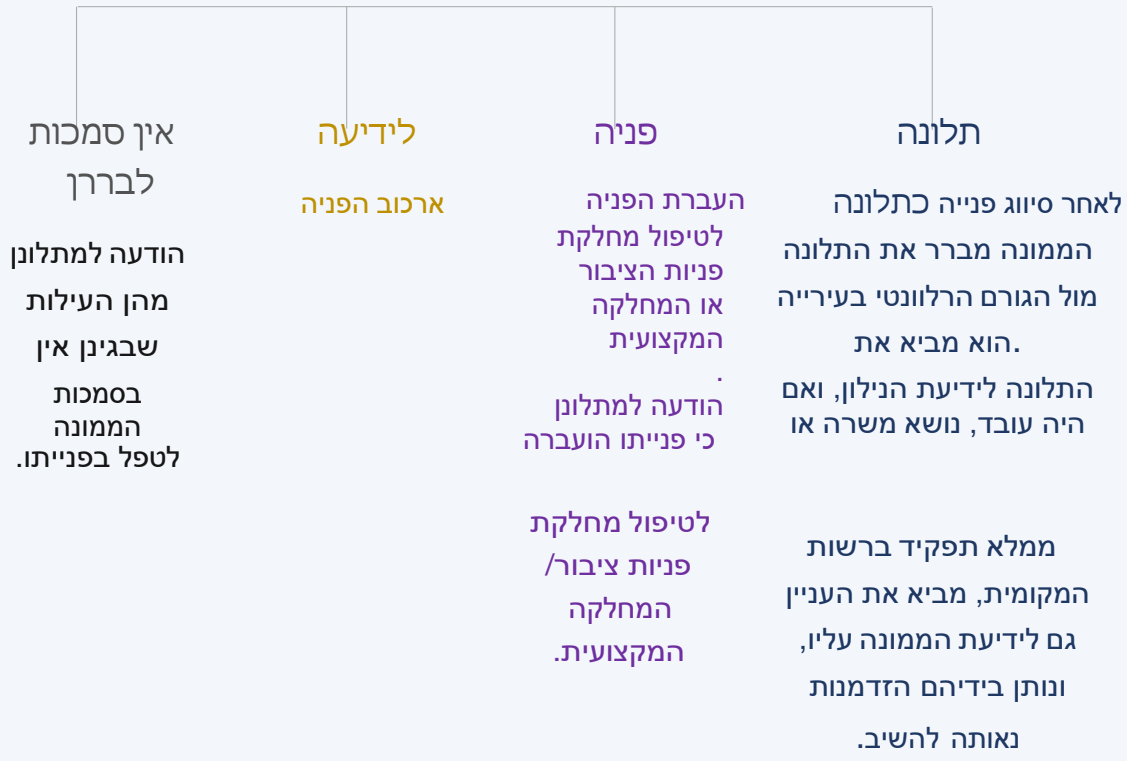 תלונה
לאחר סיווג פנייה כתלונה
הממונה מברר את התלונה
מול הגורם הרלוונטי בעירייה
.הוא מביא את
התלונה לידיעת הנילון, ואם
היה עובד, נושא משרה או
ממלא תפקיד ברשות
המקומית, מביא את העניין
גם לידיעת הממונה עליו,
ונותן בידיהם הזדמנות
נאותה להשיב.
פניה
העברת הפניה
לטיפול מחלקת
פניות הציבור
או המחלקה
המקצועית
.
הודעה למתלונן
כי פנייתו הועברה
לטיפול מחלקת
פניות ציבור/
המחלקה
המקצועית.
לידיעה
ארכוב הפניה
אין סמכות
לבררן
הודעה למתלונן
מהן העילות
שבגינן אין
בסמכות
הממונה
לטפל בפנייתו.